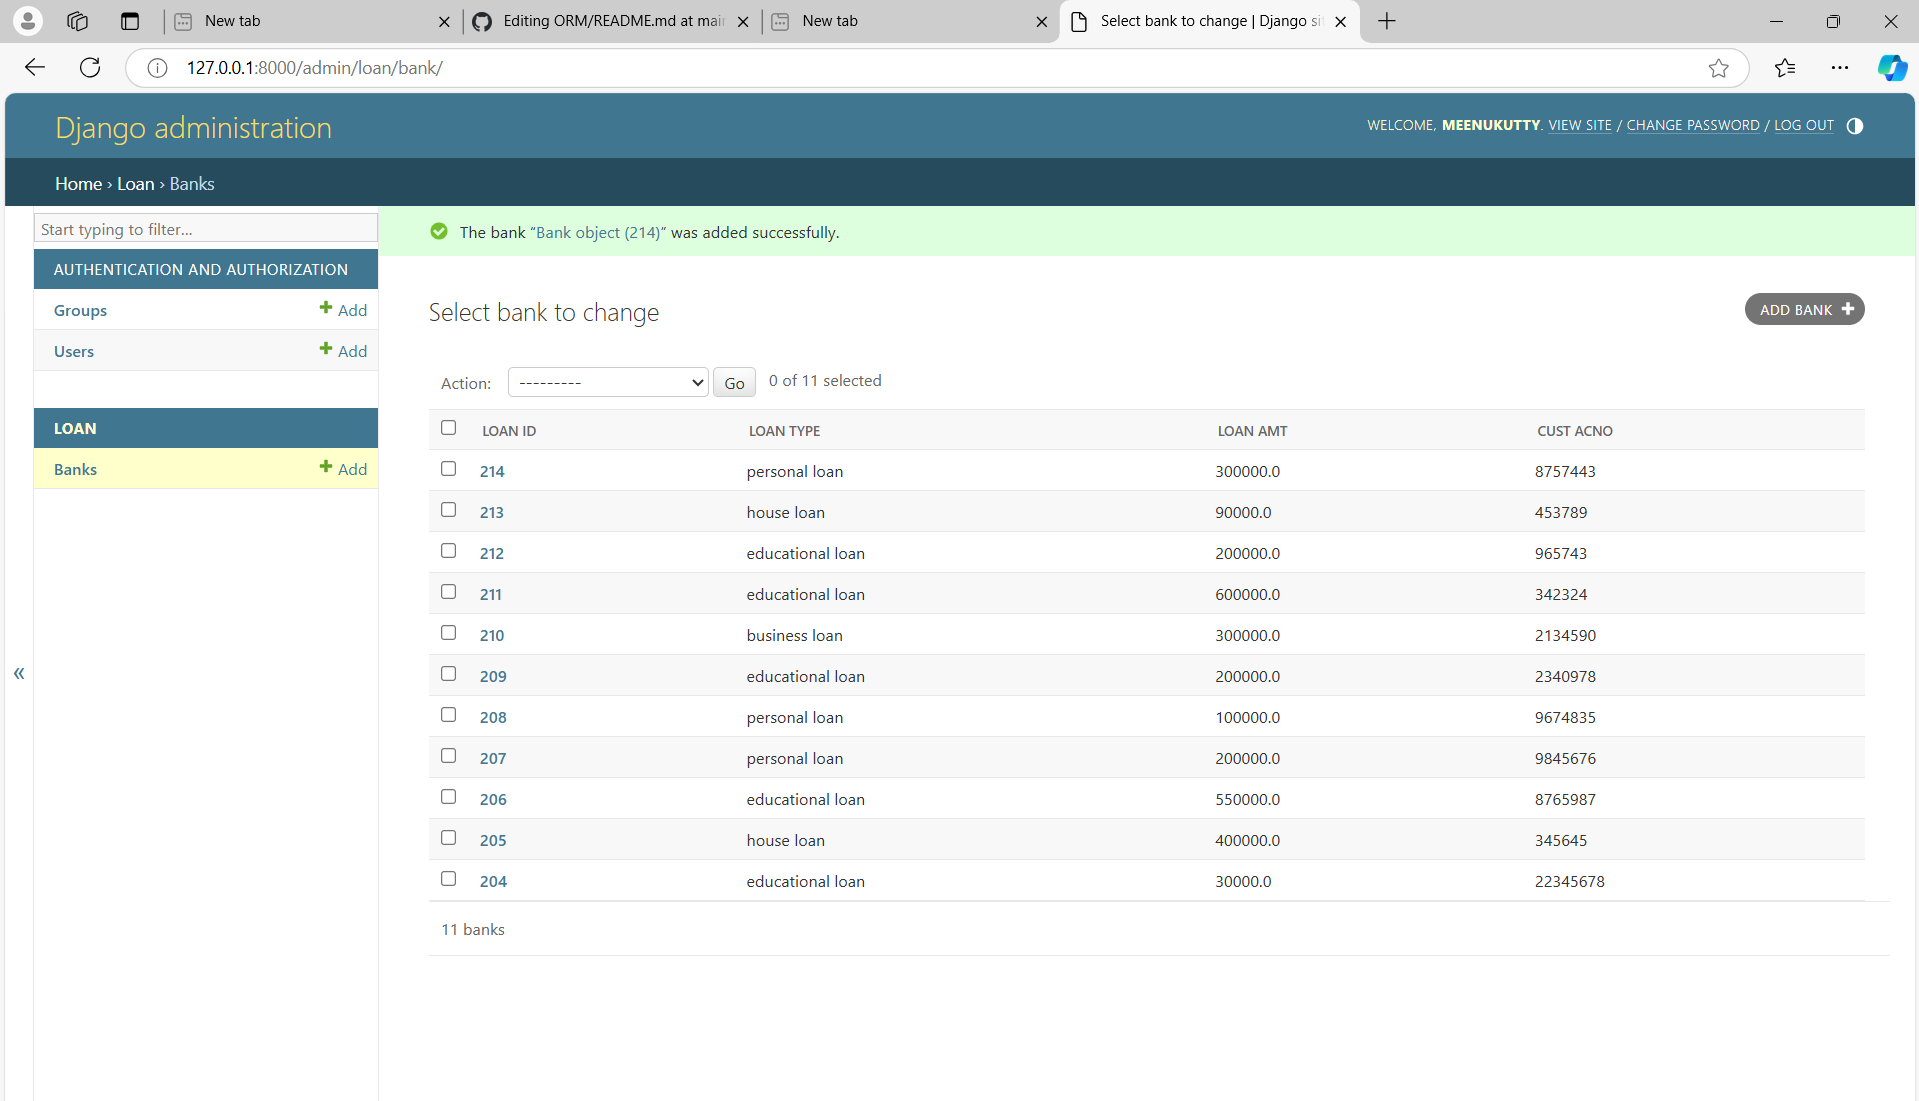 New tab
Editing ORM/README.md at mai
New tab
Select bank to change | Django si
127.0.0.1:8000/admin/loan/bank/
Django administration
WELCOME, MEENUKUTTY. VIEW SITE / CHANGE PASSWORD / LOG OUT
Home › Loan › Banks
Start typing to filter...
AUTHENTICATION AND AUTHORIZATION
Groups Add
Users Add
LOAN
Banks Add
«
The bank “Bank object (214)” was added successfully.
Select bank to change
ADD BANK
Action: --------- Go 0 of 11 selected
LOAN ID LOAN TYPE LOAN AMT CUST ACNO
214 personal loan 300000.0 8757443
213 house loan 90000.0 453789
212 educational loan 200000.0 965743
211 educational loan 600000.0 342324
210 business loan 300000.0 2134590
209 educational loan 200000.0 2340978
208 personal loan 100000.0 9674835
207 personal loan 200000.0 9845676
206 educational loan 550000.0 8765987
205 house loan 400000.0 345645
204 educational loan 30000.0 22345678
11 banks